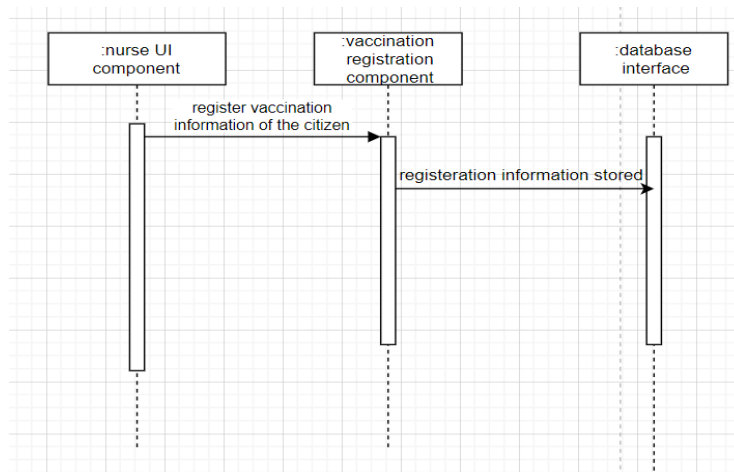 :nurse UI
component
:vaccination
registration
component
:database
interface
register vaccination
information of the citizen
registeration information stored